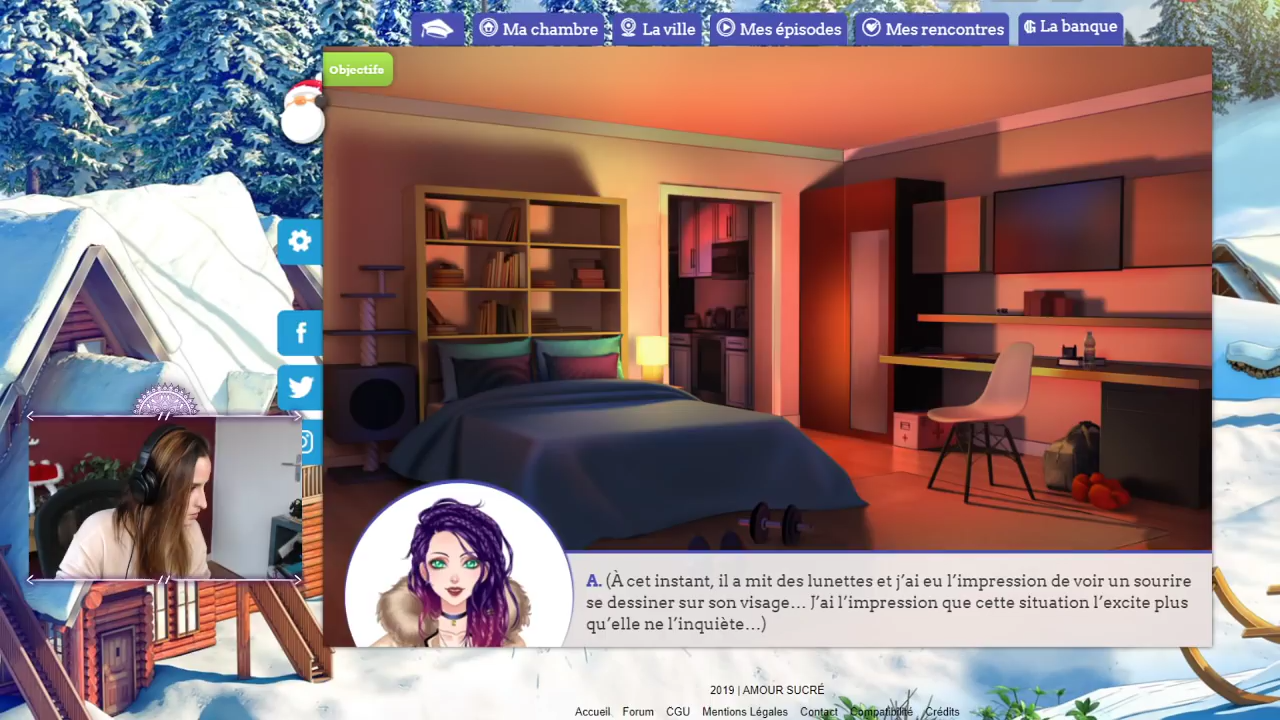 Ma chambre
La ville
Mes épisodes
Mes rencontres
La banque
Objectifs
A. (À cet instant, il a mit des lunettes et j’ai eu l’impression de voir un sourire
se dessiner sur son visage... J’ai l’impression que cette situation l’excite plus
qu’elle ne l’inquiète...)
2019 | AMOUR SUCRÉ
Accueil Forum CGU Mentions Légales Contact Compatibilité Crédits